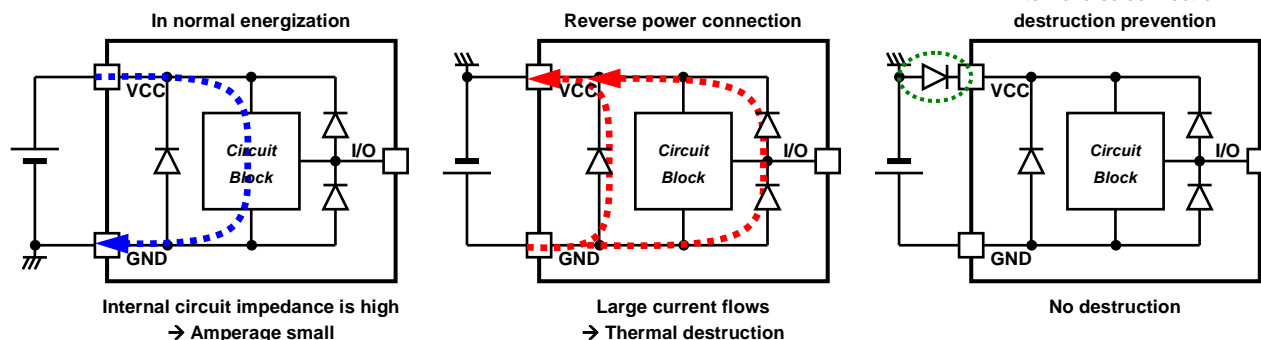 In normal energization
VCC
Circuit
Block
I/O
GND
Internal circuit impedance is high
→ Amperage small
Reverse power connection
VCC
Circuit
Block
I/O
GND
Large current flows
→ Thermal destruction
destruction prevention
VCC
Circuit
Block
I/O
GND
No destruction